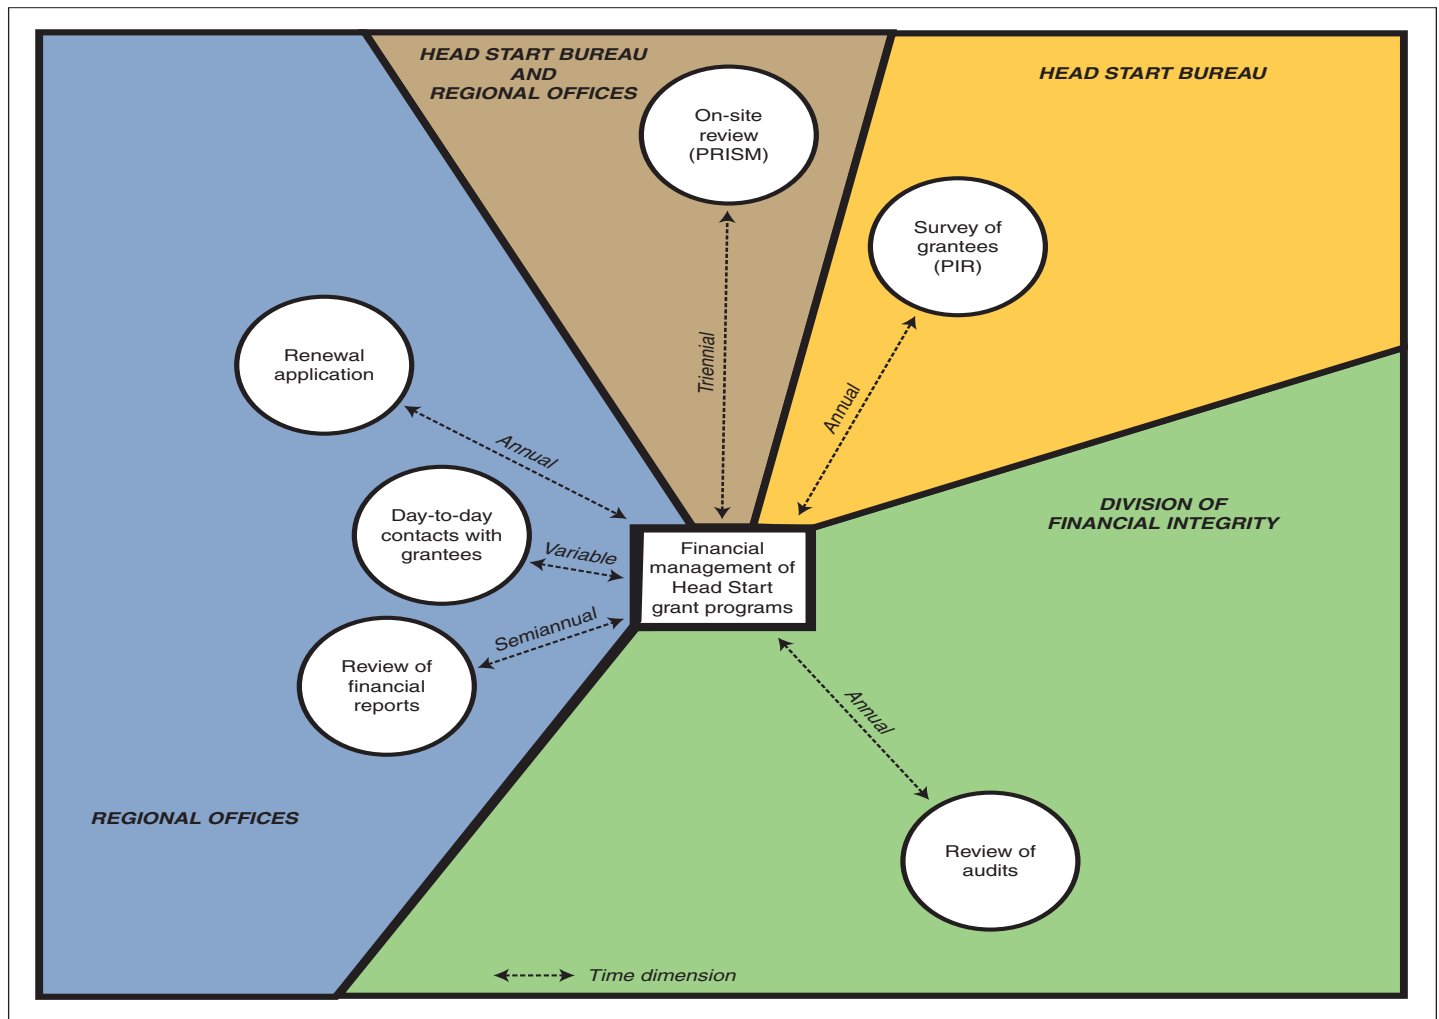 HEAD START BUREAU
AND
REGIONAL OFFICES
HEAD START BUREAU
On-site
review
(PRISM)
Survey of
grantees
(PIR)
Triennial
Annual
Renewal
application
Annual
Day-to-day
contacts with
grantees
Variable
Semiannual
Review of
financial
reports
Financial
management of
Head Start
grant programs
DIVISION OF
FINANCIAL INTEGRITY
Annual
REGIONAL OFFICES
Review of
audits
Time dimension